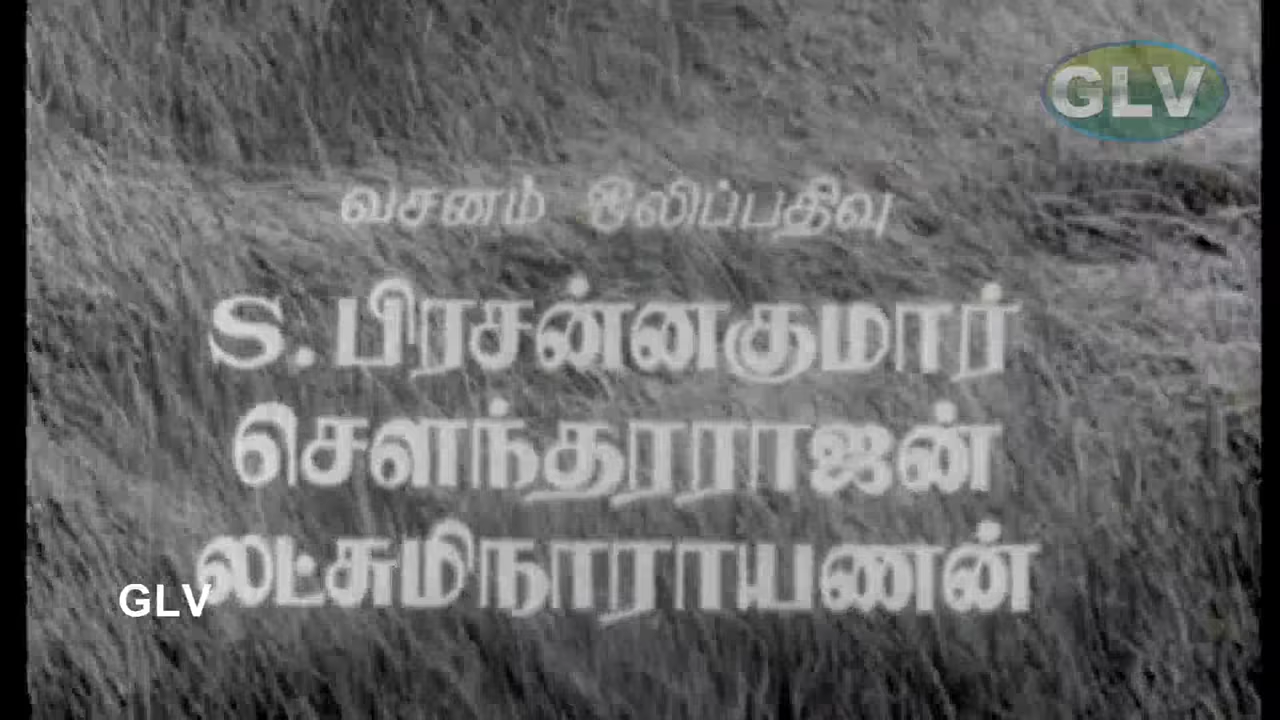 GLV
வசனம் ஒலிப்பதிவு
S. பிரசன்னகுமார்
சௌந்தரராஜன்
லட்சுமிநாராயணன்
GLV